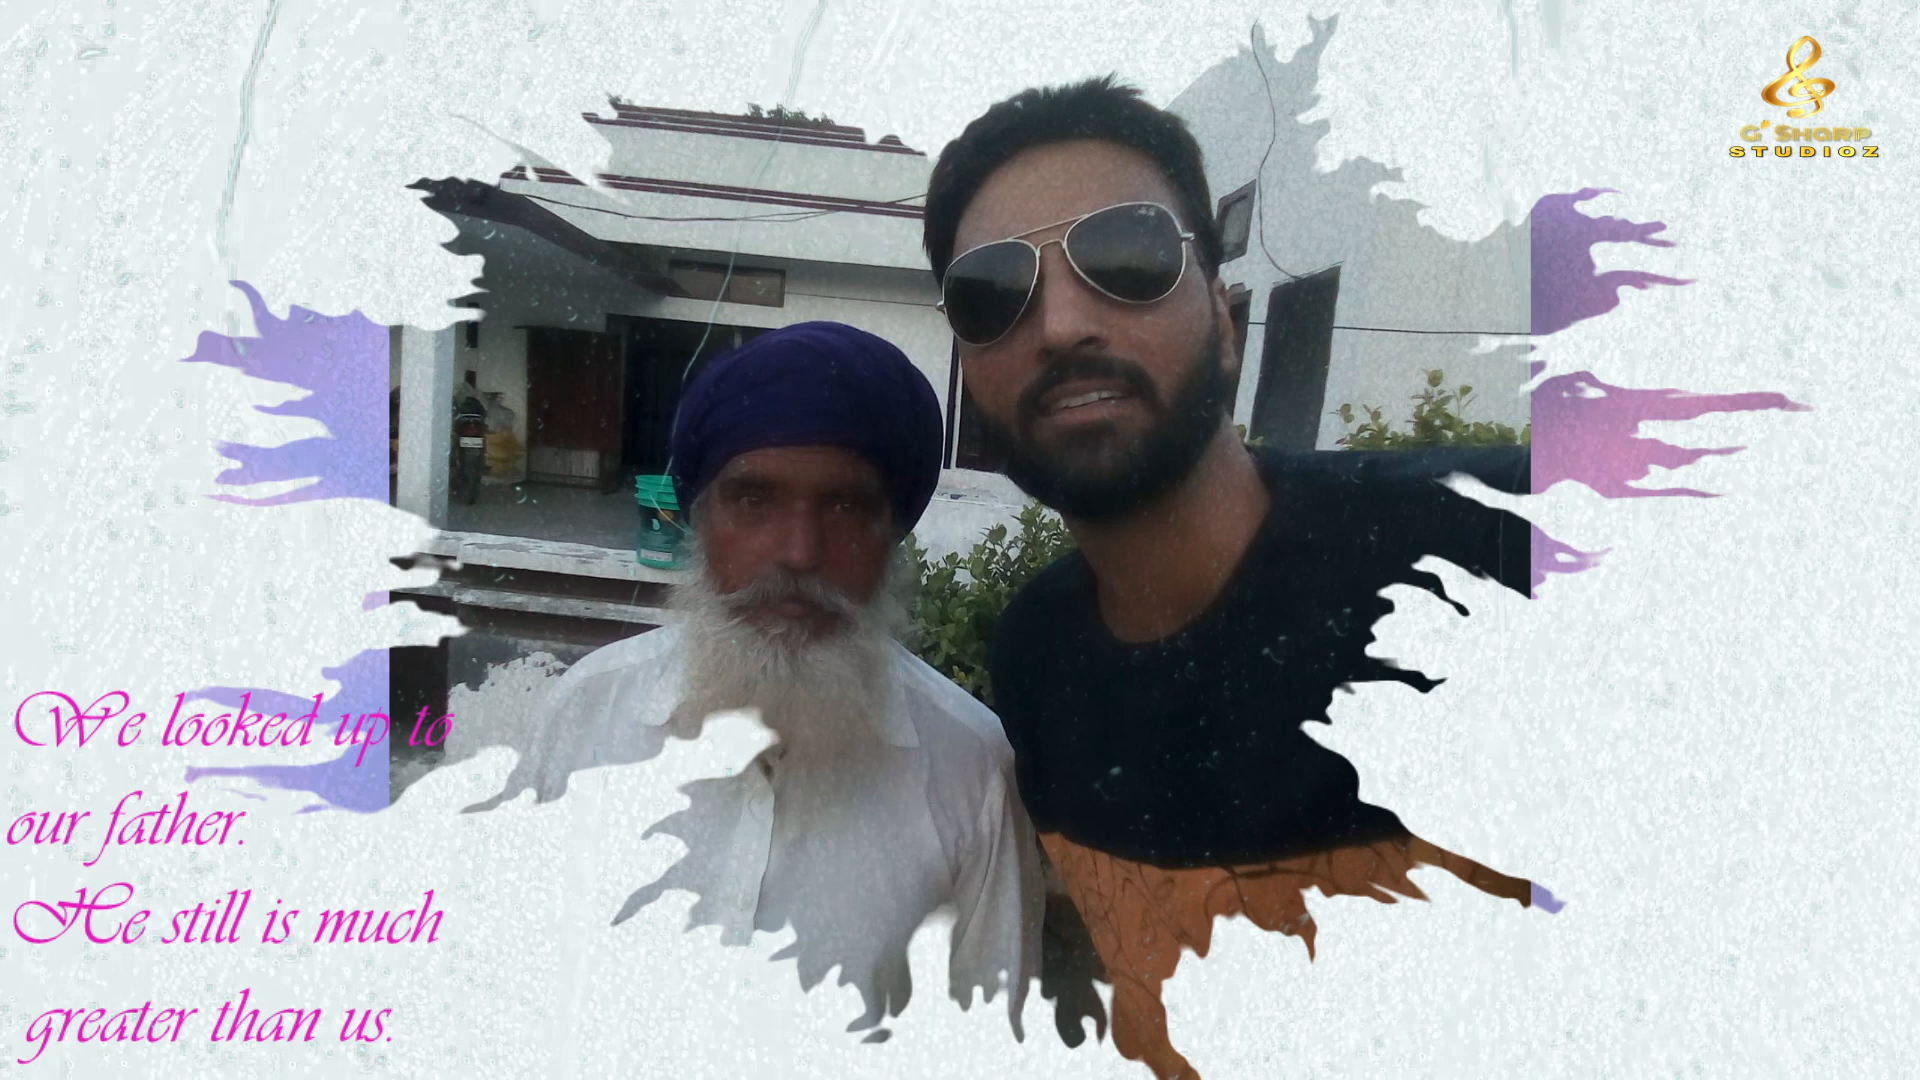 G# Sharp
STUDIOZ
We looked up to
our father.
He still is much
greater than us.